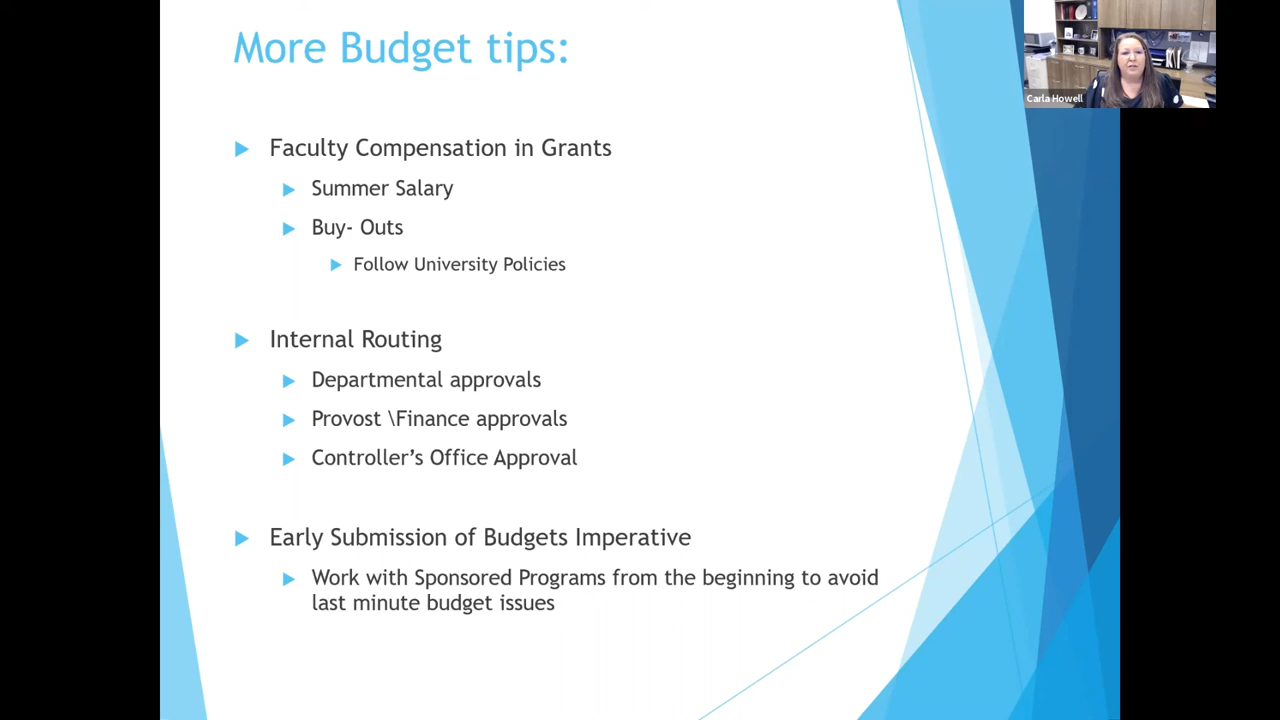 More Budget tips:
Carla Howell
Faculty Compensation in Grants
Summer Salary
Buy- Outs
Follow University Policies
Internal Routing
Departmental approvals
Provost \Finance approvals
Controller’s Office Approval
Early Submission of Budgets Imperative
Work with Sponsored Programs from the beginning to avoid
last minute budget issues